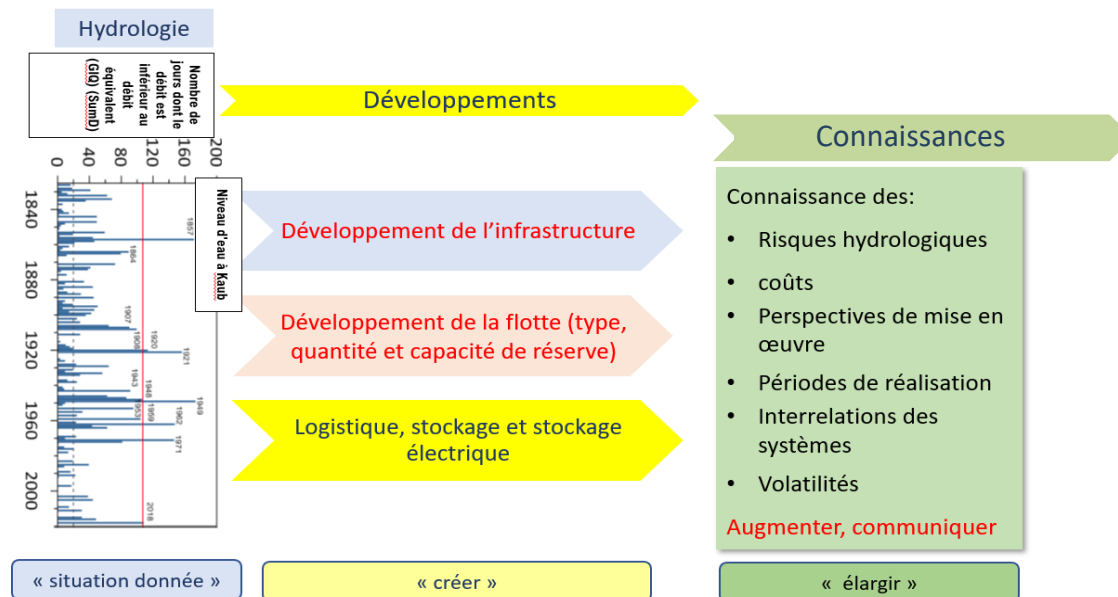 Hydrologie
Nombre de
jours dont le
débit est
inférieur au
débit
équivalent
(GlQ) (SumD)
Développements
Connaissances
0
40
80
120
160
200
Niveau d'eau à Kaub
1840
1880
1920
1960
2000
1857
1864
1907
1908
1920
1921
1943
1948
1949
1953
1959
1962
1971
2018
Développement de l'infrastructure
Développement de la flotte (type,
quantité et capacité de réserve)
Logistique, stockage et stockage
électrique
Connaissance des:
• Risques hydrologiques
• coûts
• Perspectives de mise en
œuvre
• Périodes de réalisation
• Interrelations des
systèmes
• Volatilités
Augmenter, communiquer
« situation donnée »
« créer »
« élargir »